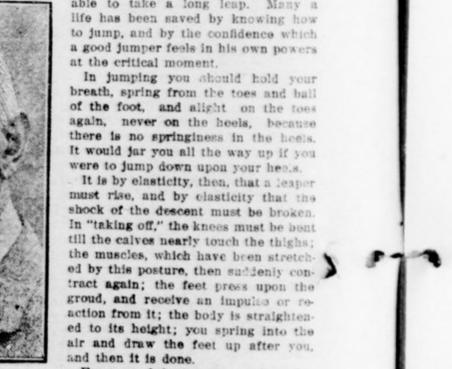 able to take a long leap. Many a
life has been saved by knowing how
to jump, and by the confidence which
a good jumper feels in his own powers
at the critical moment.
In jumping you should hold your
breath, spring from the toes and ball
of the foot, and alight on the toes
again, never on the heels, because
there is no springiness in the heels.
It would jar you all the way up if you
were to jump down upon your heels.
It is by elasticity, then, that a leaper
must rise, and by elasticity that the
shock of the descent must be broken.
In "taking off," the knees must be bent
till the calves nearly touch the thighs;
the muscles, which have been stretch-
ed by this posture, then suddenly con-
tract again; the feet press upon the
groud, and receive an impulse or re-
action from it; the body is straighten-
ed to its height; you spring into the
air and draw the feet up after you,
and then it is done.